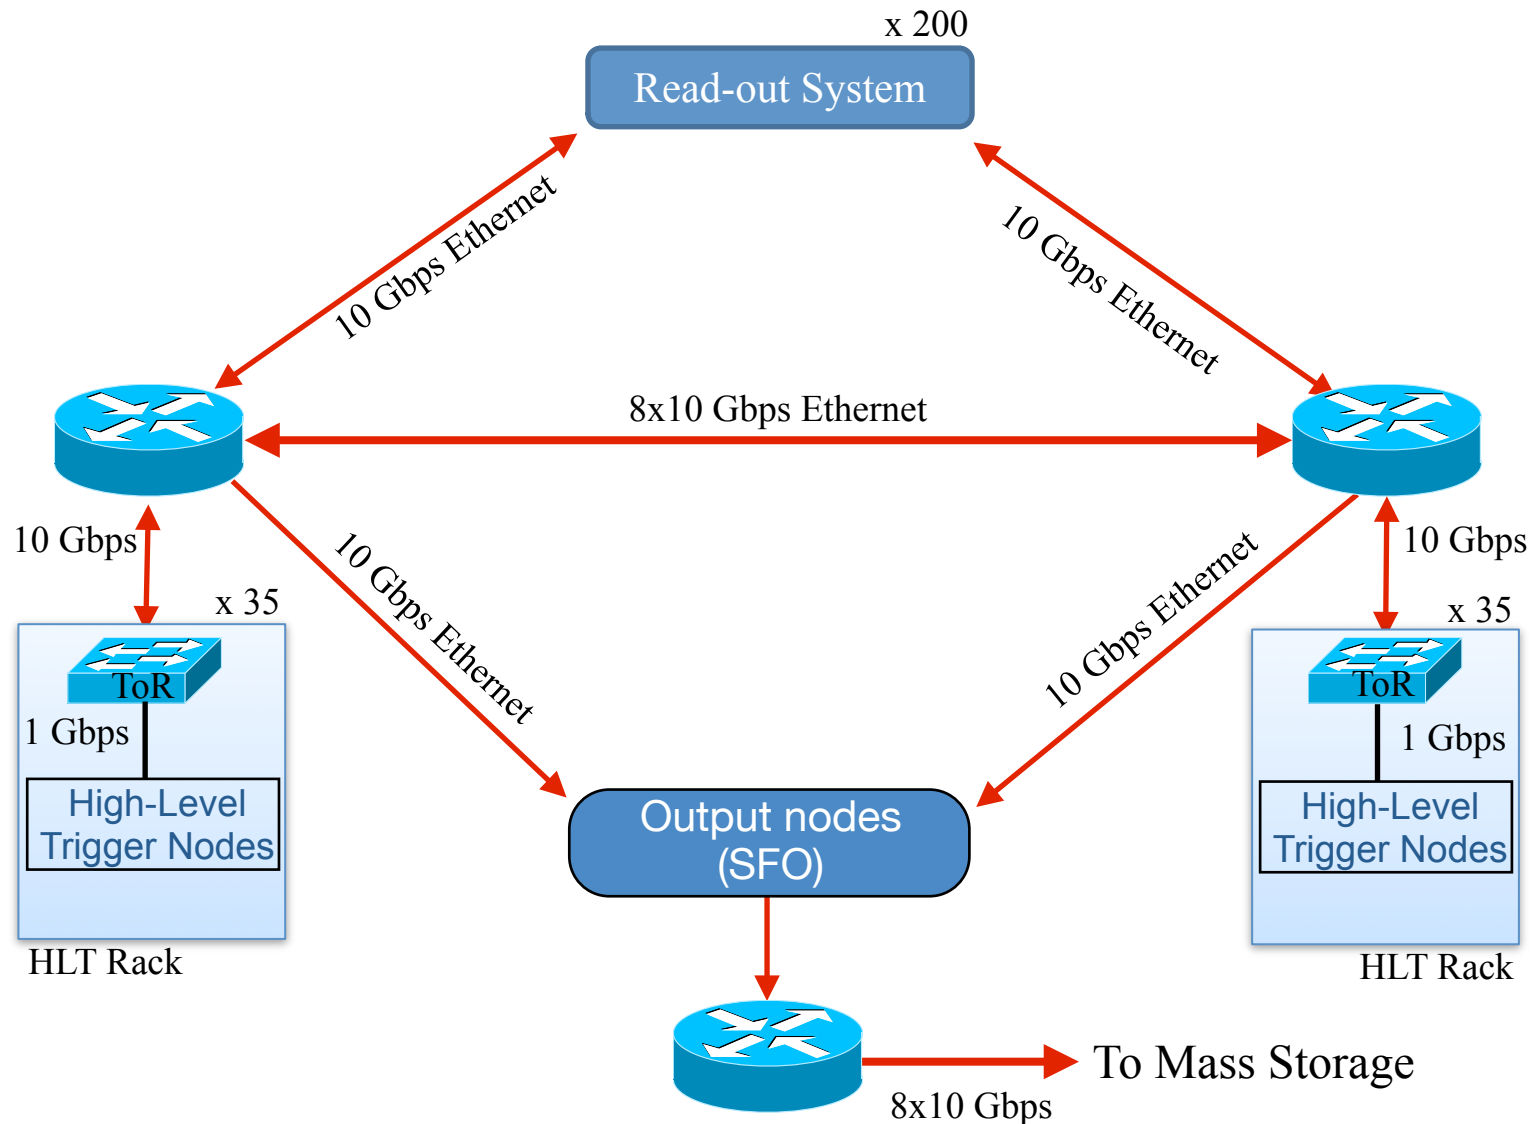 x 200
Read-out System
10 Gbps Ethernet
10 Gbps Ethernet
8x10 Gbps Ethernet
10 Gbps
10 Gbps Ethernet
10 Gbps Ethernet
10 Gbps
x 35
x 35
ToR
ToR
1 Gbps
1 Gbps
High-Level
Trigger Nodes
Output nodes
(SFO)
High-Level
Trigger Nodes
HLT Rack
HLT Rack
To Mass Storage
8x10 Gbps